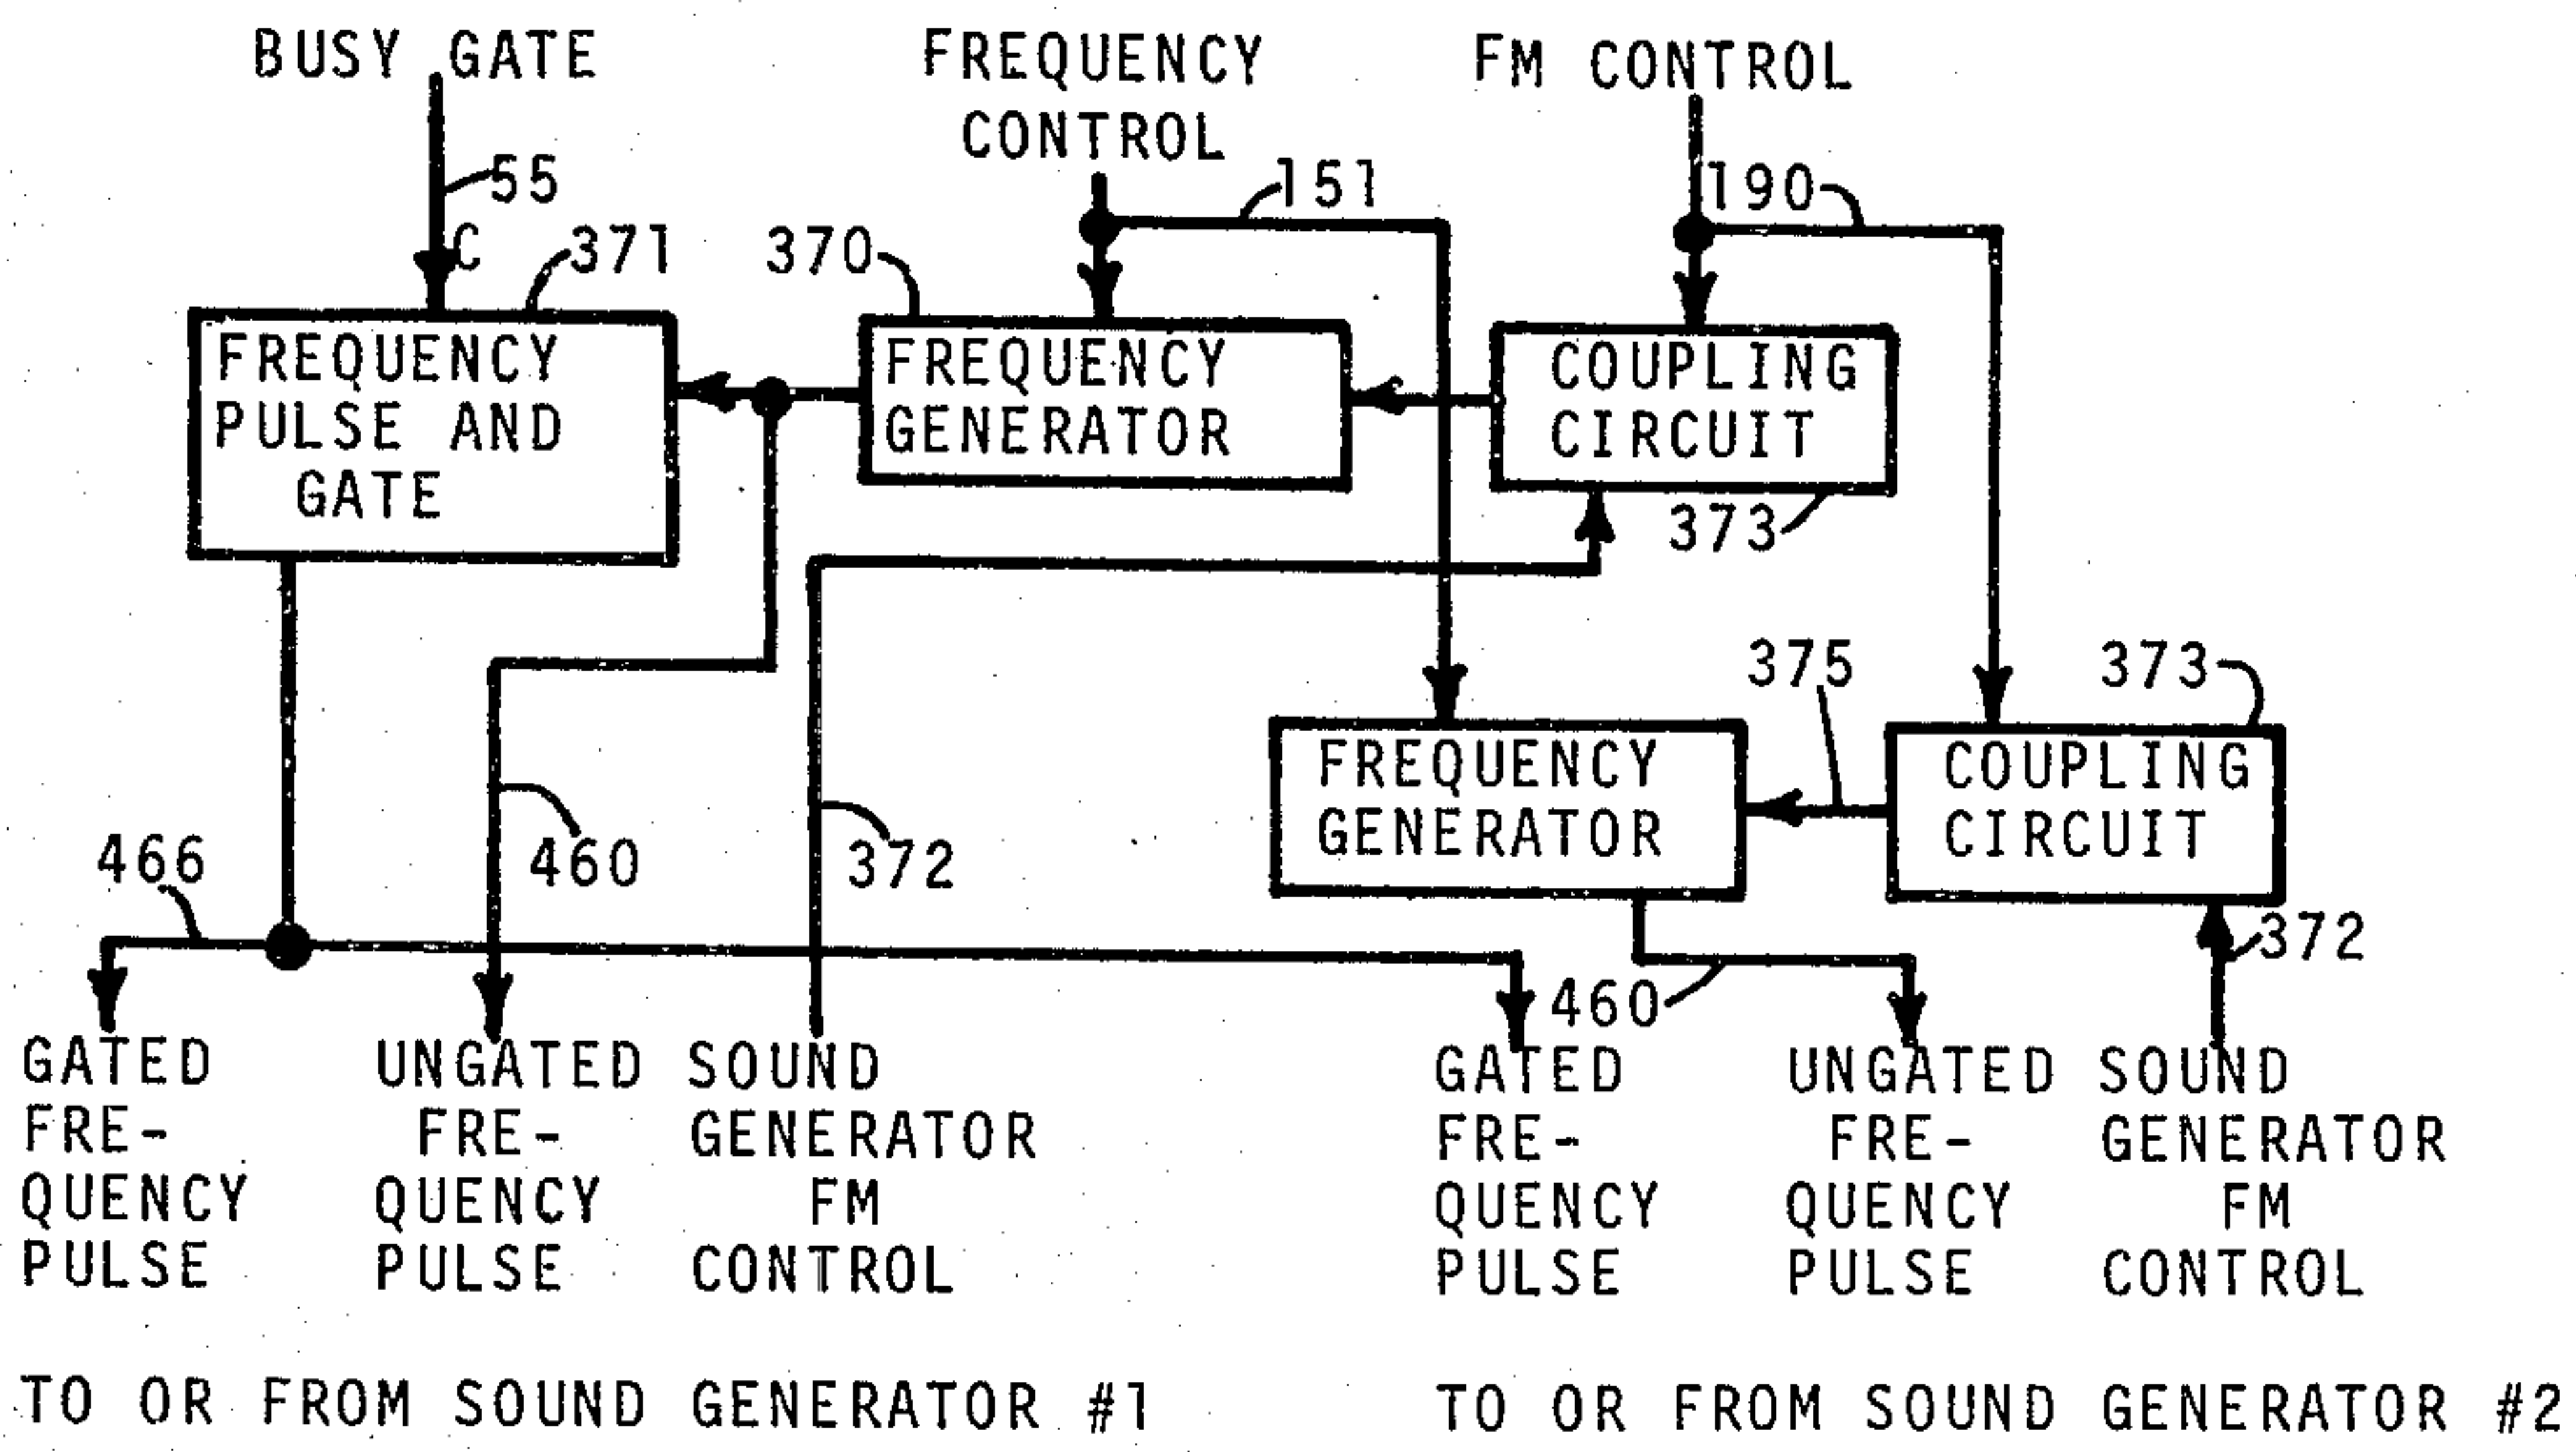 BUSY GATE
FREQUENCY
CONTROL
FM CONTROL
55
C
371
370
151
190
FREQUENCY
PULSE AND
GATE
FREQUENCY
GENERATOR
COUPLING
CIRCUIT
373
375
373
FREQUENCY
GENERATOR
COUPLING
CIRCUIT
466
460
372
460
372
GATED
FRE-
QUENCY
PULSE
UNGATED
FRE-
QUENCY
PULSE
SOUND
GENERATOR
FM
CONTROL
GATED
FRE-
QUENCY
PULSE
UNGATED
FRE-
QUENCY
PULSE
SOUND
GENERATOR
FM
CONTROL
TO OR FROM SOUND GENERATOR #1
TO OR FROM SOUND GENERATOR #2